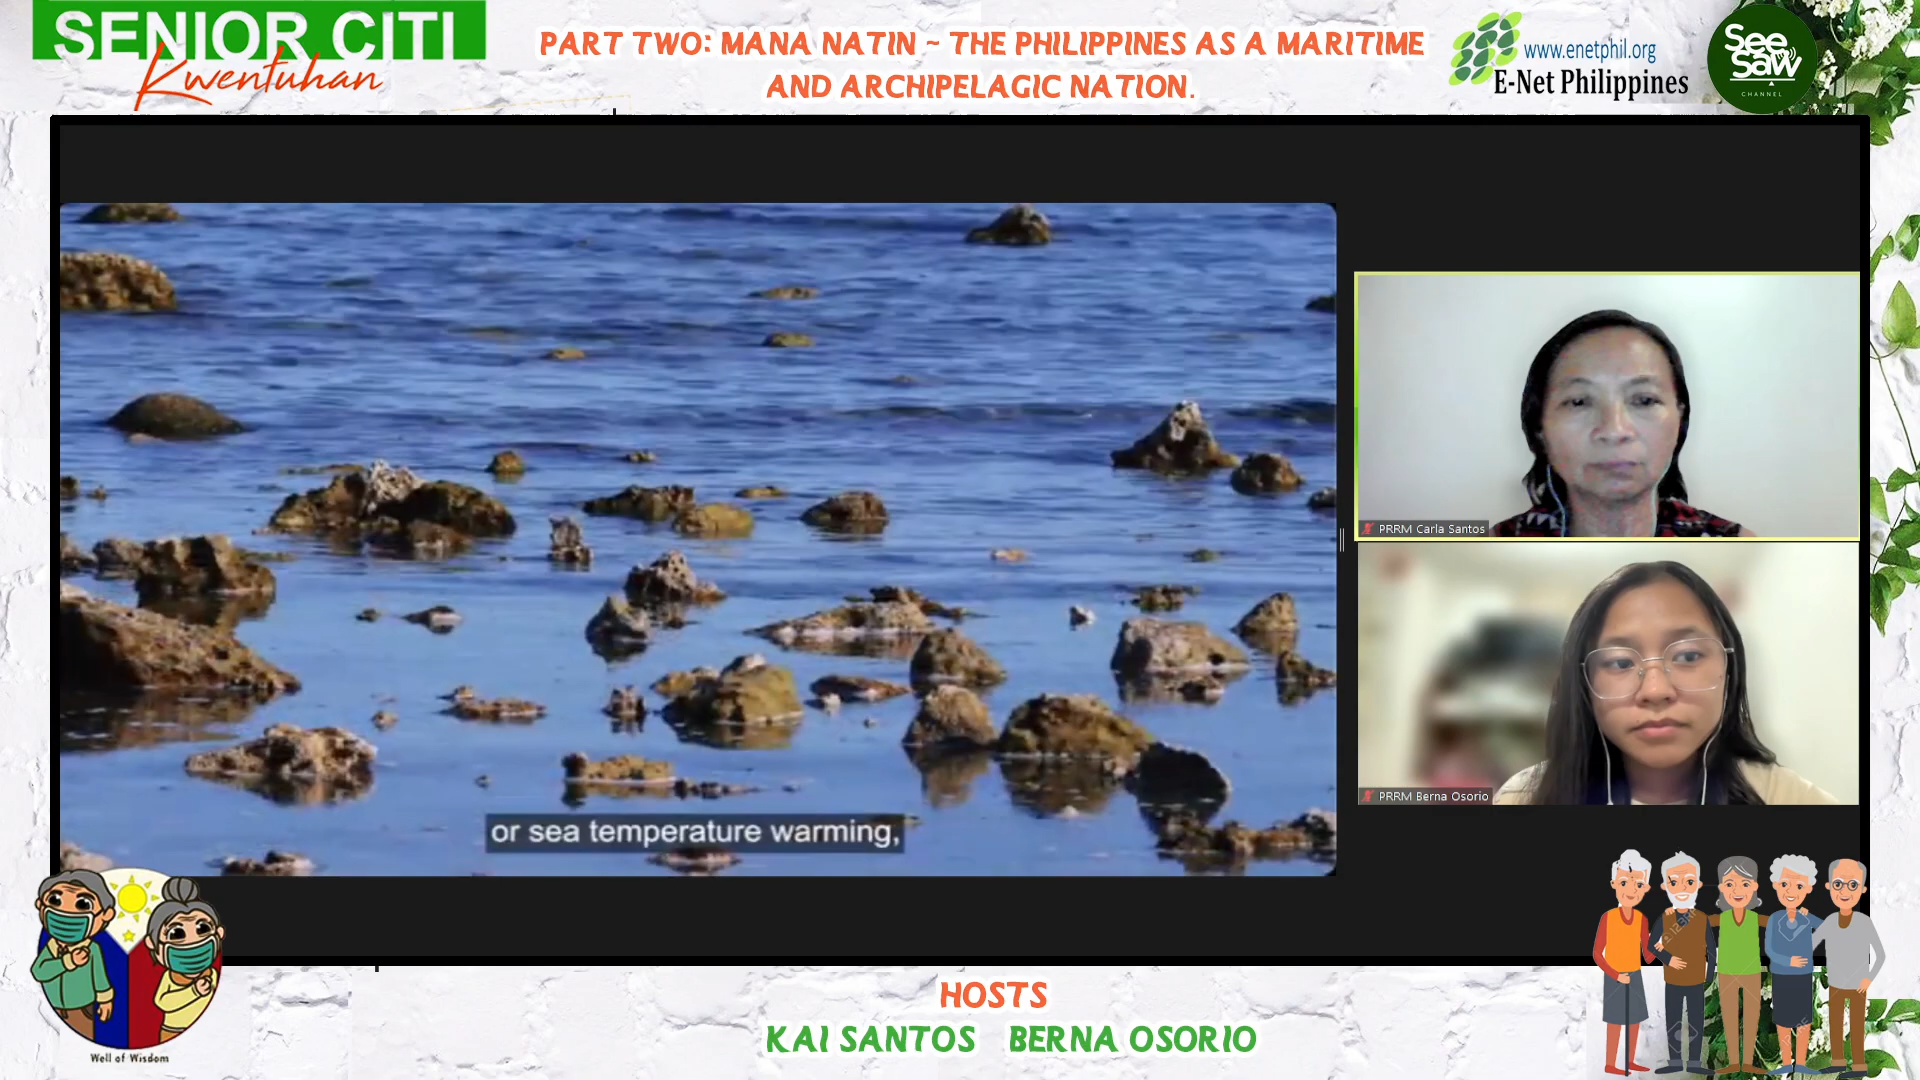 SENIOR CITI
Kwentuhan
PART TWO: MANA NATIN ~ THE PHILIPPINES AS A MARITIME
AND ARCHIPELAGIC NATION.
www.enetphil.org
E-Net Philippines
See
Saw
CHANNEL
PRRM Carla Santos
or sea temperature warming,
PRRM Berna Osorio
Well of Wisdom
HOSTS
KAI SANTOS BERNA OSORIO